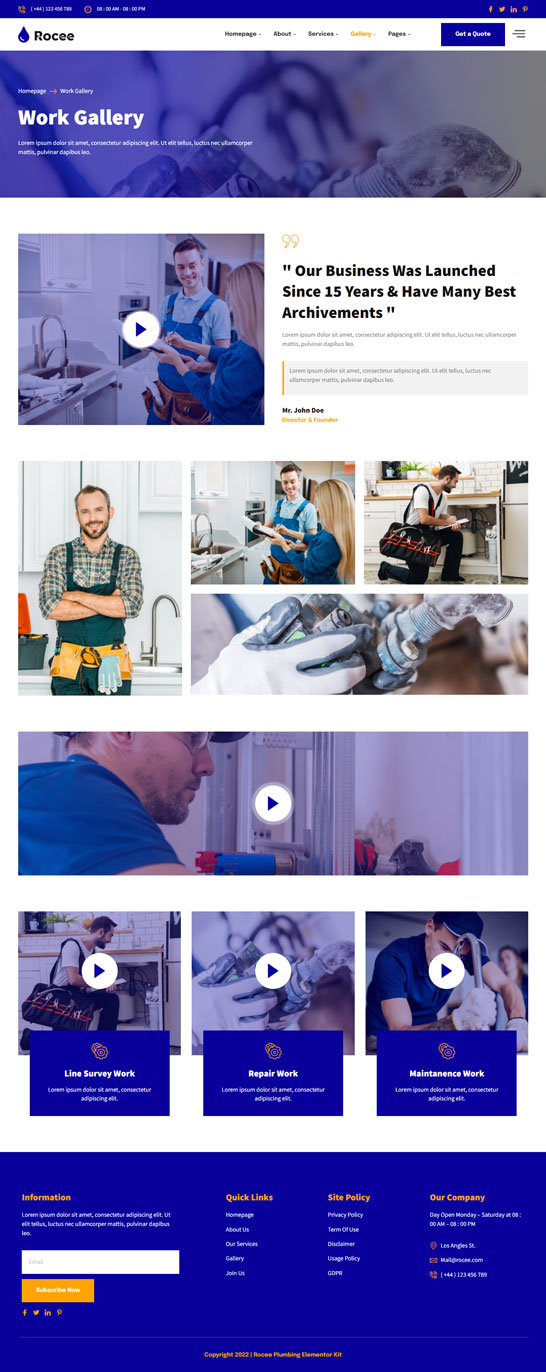 ( +44 ) 123 456 789
08 : 00 AM - 08 : 00 PM
Rocee
Homepage
About
Services
Gallery
Pages
Get a Quote
Homepage
Work Gallery
Work Gallery
Lorem ipsum dolor sit amet, consectetur adipiscing elit. Ut elit tellus, luctus nec ullamcorper
mattis, pulvinar dapibus leo.
" Our Business Was Launched
Since 15 Years & Have Many Best
Archivements "
Lorem ipsum dolor sit amet, consectetur adipiscing elit. Ut elit tellus, luctus nec ullamcorper
mattis, pulvinar dapibus leo.
Lorem ipsum dolor sit amet, consectetur adipiscing elit. Ut elit tellus, luctus nec
ullamcorper mattis, pulvinar dapibus leo.
Mr. John Doe
Director & Founder
Line Survey Work
Lorem ipsum dolor sit amet, consectetur
adipiscing elit.
Repair Work
Lorem ipsum dolor sit amet, consectetur
adipiscing elit.
Maintanence Work
Lorem ipsum dolor sit amet, consectetur
adipiscing elit.
Information
Lorem ipsum dolor sit amet, consectetur adipiscing elit. Ut
elit tellus, luctus nec ullamcorper mattis, pulvinar dapibus
leo.
Email
Subscribe Now
Quick Links
Homepage
About Us
Our Services
Gallery
Join Us
Site Policy
Privacy Policy
Term Of Use
Disclaimer
Usage Policy
GDPR
Our Company
Day Open Monday – Saturday at 08 :
00 AM – 08 : 00 PM
Los Angles St.
Mail@rocee.com
( +44 ) 123 456 789
Copyright 2022 | Rocee Plumbing Elementor Kit